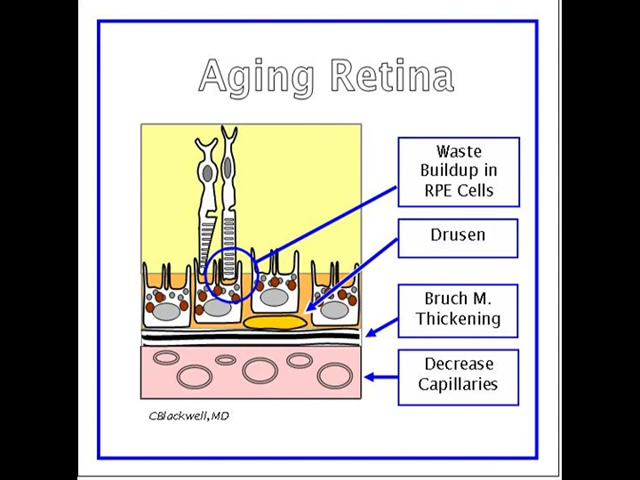 Aging Retina
Waste
Buildup in
RPE Cells
Drusen
Bruch M.
Thickening
Decrease
Capillaries
CBlackwell, MD